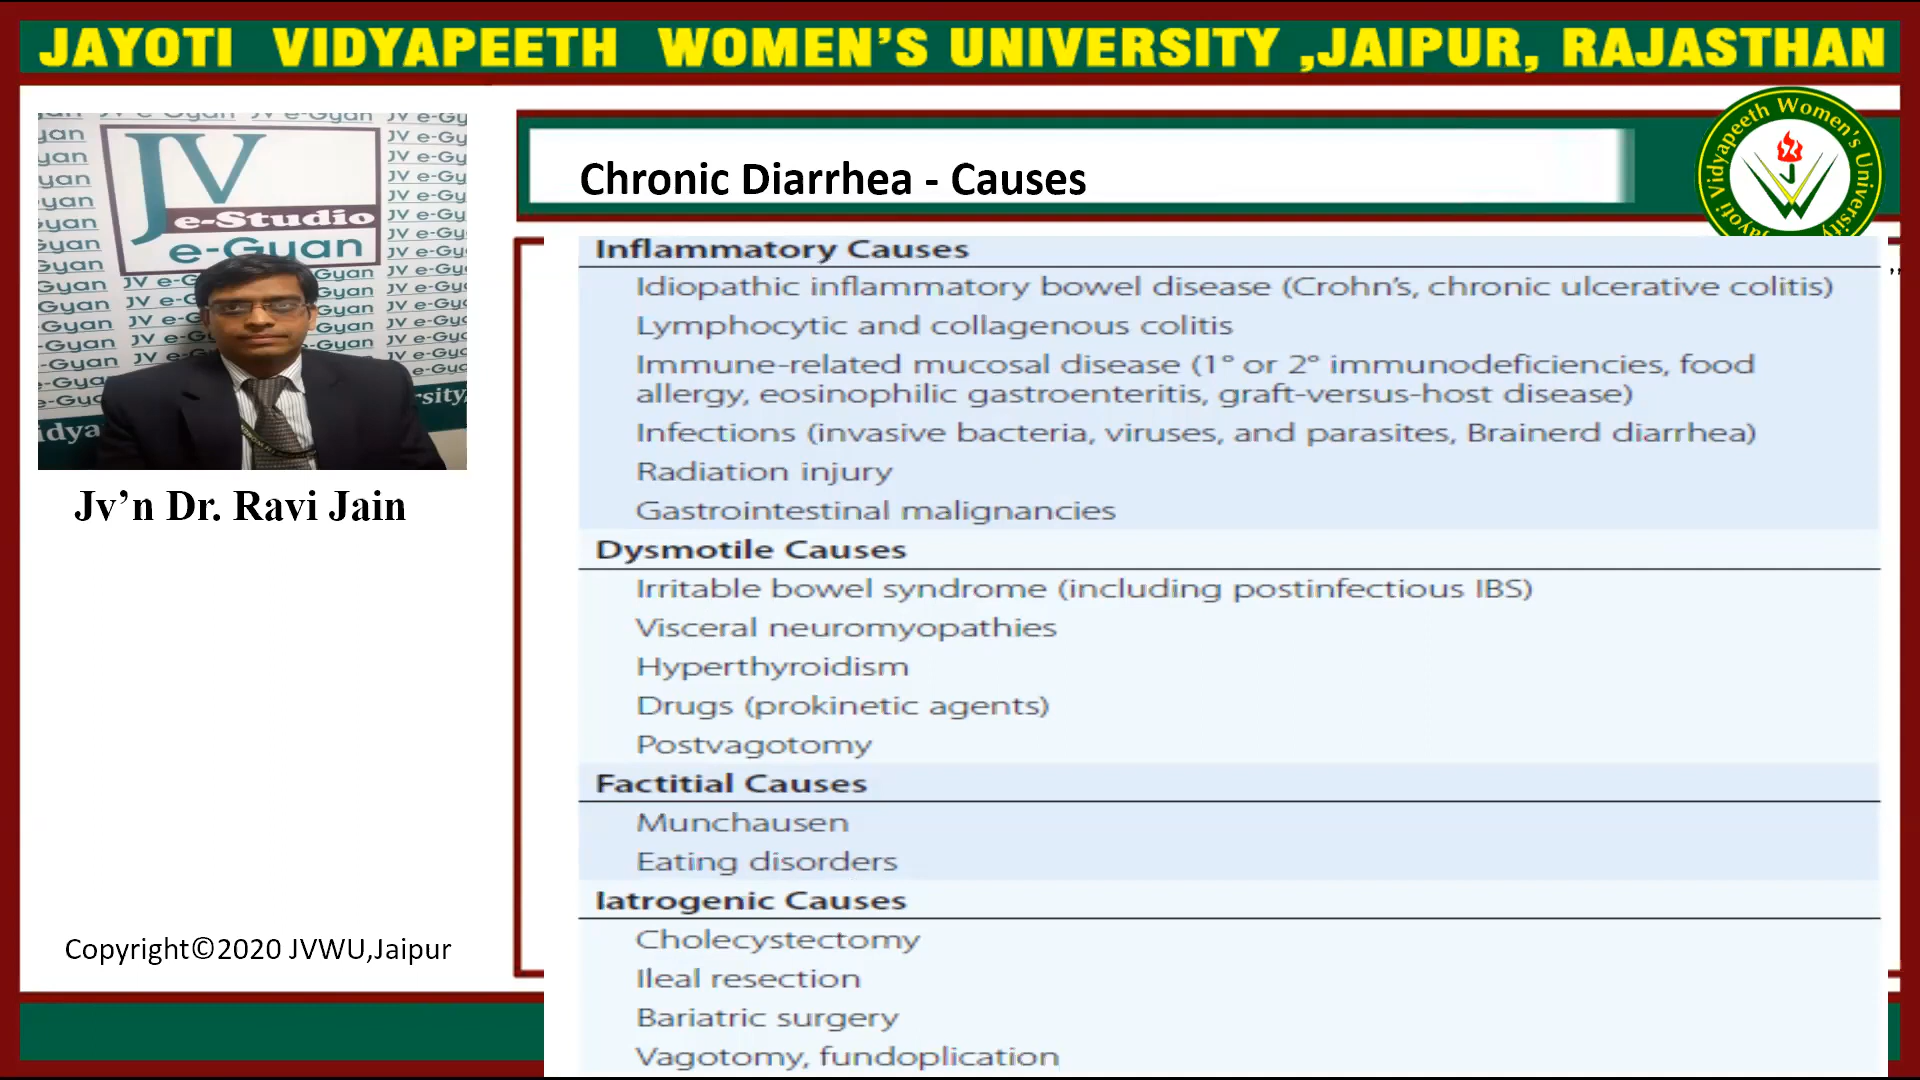 JAYOTI VIDYAPEETH WOMEN'S UNIVERSITY ,JAIPUR, RAJASTHAN
JV
e-Studio
e-Gyan
Jv'n Dr. Ravi Jain
Copyright©2020 JVWU,Jaipur
Jayoti Vidyapeeth Women's University
Chronic Diarrhea - Causes
Inflammatory Causes
Idiopathic inflammatory bowel disease (Crohn's, chronic ulcerative colitis)
Lymphocytic and collagenous colitis
Immune-related mucosal disease (1° or 2° immunodeficiencies, food
allergy, eosinophilic gastroenteritis, graft-versus-host disease)
Infections (invasive bacteria, viruses, and parasites, Brainerd diarrhea)
Radiation injury
Gastrointestinal malignancies
Dysmotile Causes
Irritable bowel syndrome (including postinfectious IBS)
Visceral neuromyopathies
Hyperthyroidism
Drugs (prokinetic agents)
Postvagotomy
Factitial Causes
Munchausen
Eating disorders
Iatrogenic Causes
Cholecystectomy
Ileal resection
Bariatric surgery
Vagotomy, fundoplication